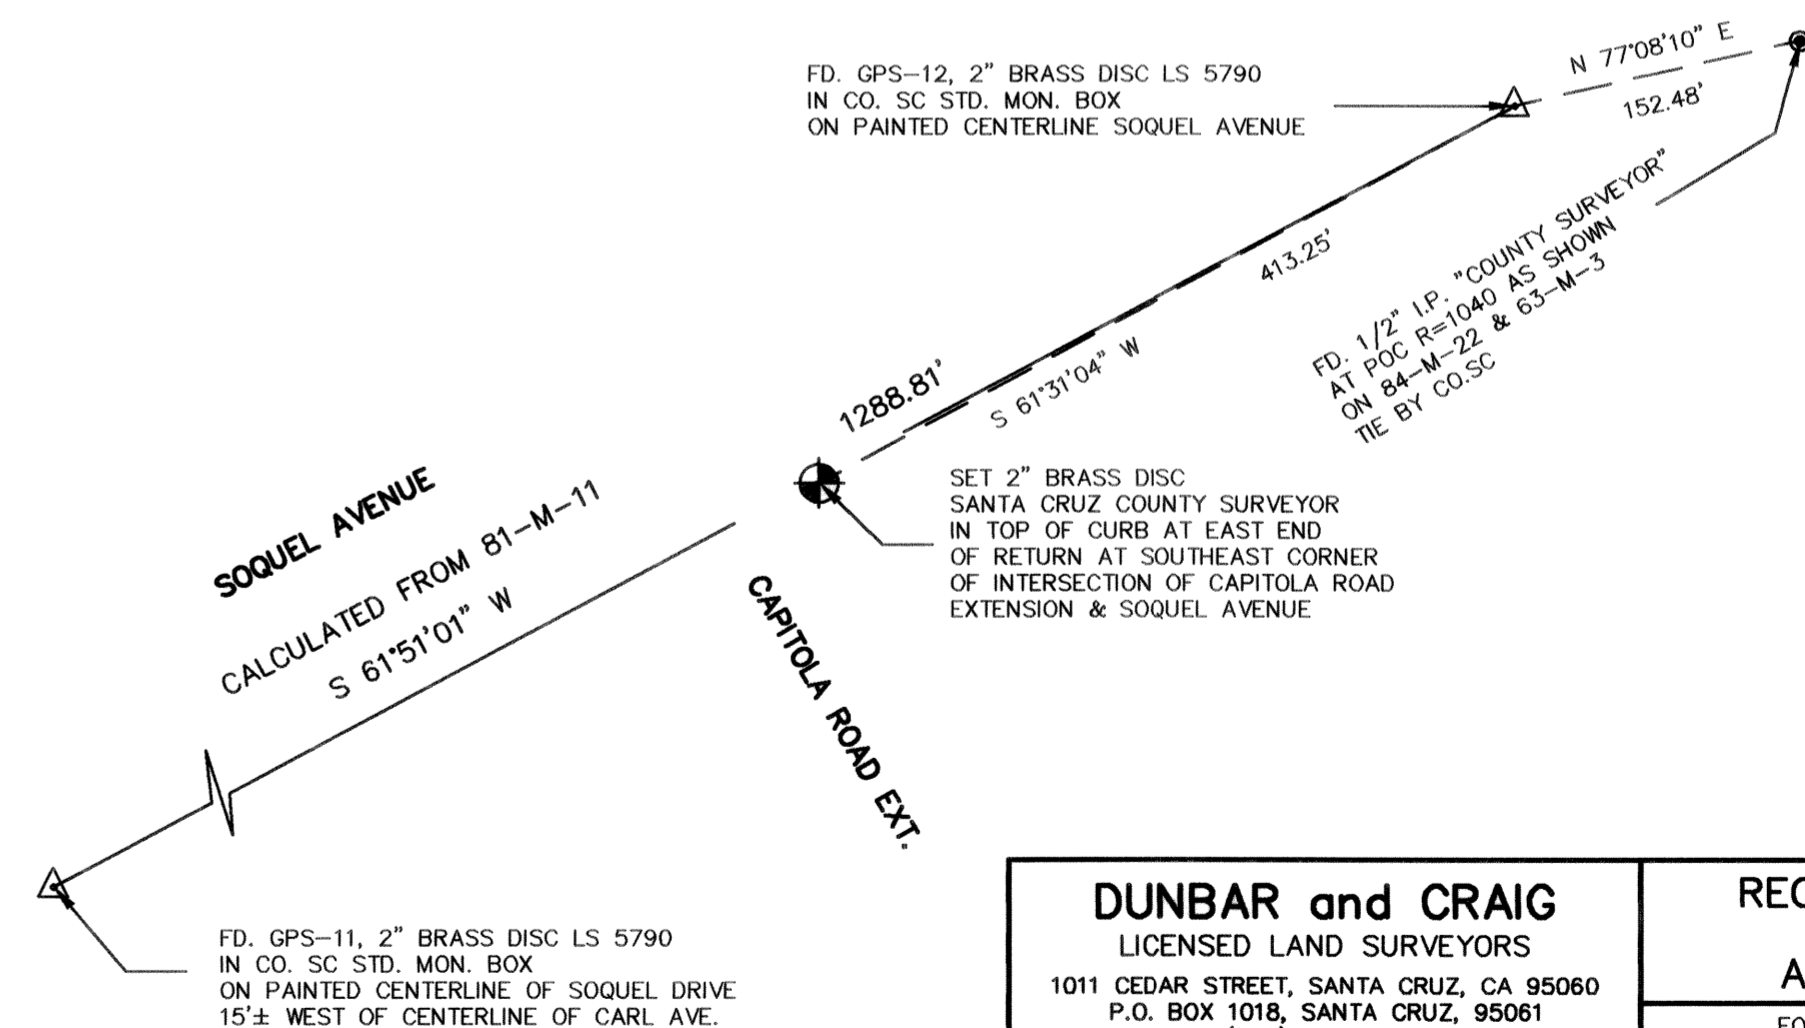 FD. GPS-12, 2" BRASS DISC LS 5790
IN CO. SC STD. MON. BOX
ON PAINTED CENTERLINE SOQUEL AVENUE
N 77°08'10" E
152.48'
413.25'
S 61°31'04" W
1288.81'
FD. 1/2" I.P. "COUNTY SURVEYOR"
AT POC R=1040 AS SHOWN
ON 84-M-22 & 63-M-3
TIE BY CO.SC
SOQUEL AVENUE
CALCULATED FROM 81-M-11
S 61°51'01" W
SET 2" BRASS DISC
SANTA CRUZ COUNTY SURVEYOR
IN TOP OF CURB AT EAST END
OF RETURN AT SOUTHEAST CORNER
OF INTERSECTION OF CAPITOLA ROAD
EXTENSION & SOQUEL AVENUE
CAPITOLA ROAD EXT.
FD. GPS-11, 2" BRASS DISC LS 5790
IN CO. SC STD. MON. BOX
ON PAINTED CENTERLINE OF SOQUEL DRIVE
15'± WEST OF CENTERLINE OF CARL AVE.
DUNBAR and CRAIG
LICENSED LAND SURVEYORS
1011 CEDAR STREET, SANTA CRUZ, CA 95060
P.O. BOX 1018, SANTA CRUZ, 95061